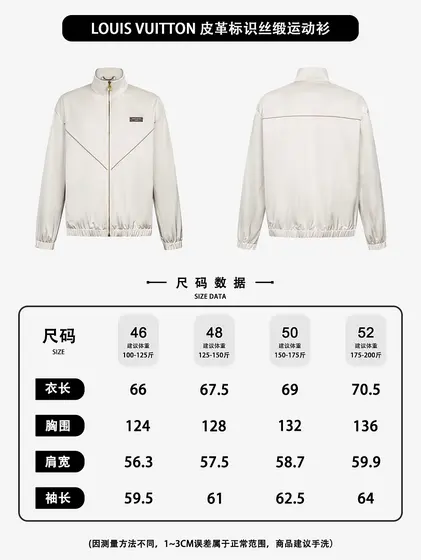 LOUIS VUITTON 皮革标识丝缎运动衫
尺码数据
SIZE DATA
尺码
SIZE
46
建议体重
100-125斤
48
建议体重
125-150斤
50
建议体重
150-175斤
52
建议体重
175-200斤
衣长 66 67.5 69 70.5
胸围 124 128 132 136
肩宽 56.3 57.5 58.7 59.9
袖长 59.5 61 62.5 64
(因测量方法不同，1~3CM误差属于正常范围，商品建议手洗)